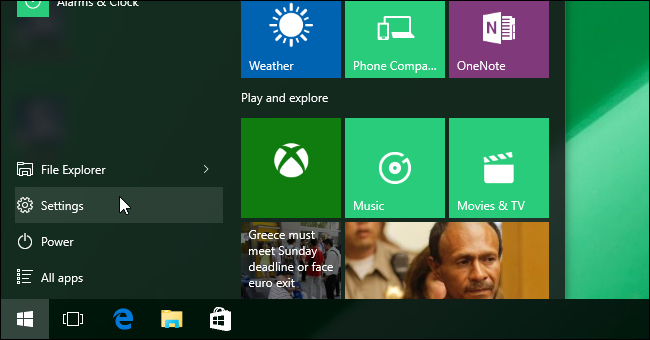 Alarms & Clock
File Explorer
Settings
Power
All apps
Weather
Phone Compa...
OneNote
Play and explore
Music
Movies & TV
Greece must
meet Sunday
deadline or face
euro exit